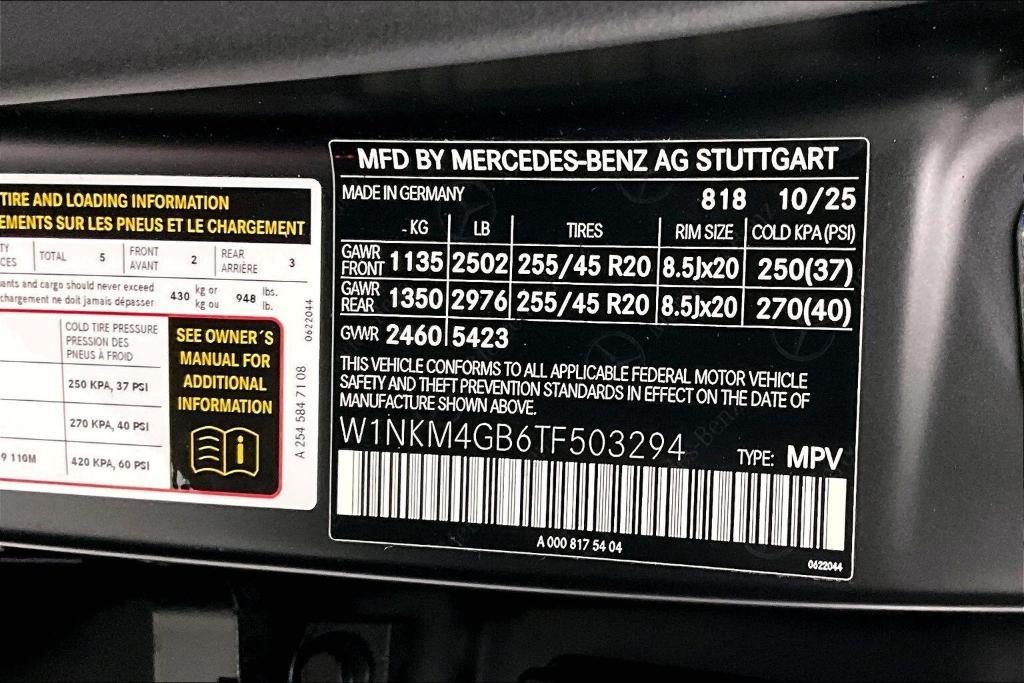 TIRE AND LOADING INFORMATION
EMENTS SUR LES PNEUS ET LE CHARGEMENT
TY
CES
TOTAL 5
FRONT
AVANT 2
REAR
ARRIÈRE 3
ants and cargo should never exceed
chargement ne doit jamais dépasser
430 kg or
kg ou
948 lbs.
lb.
COLD TIRE PRESSURE
PRESSION DES
PNEUS À FROID
250 KPA, 37 PSI
270 KPA, 40 PSI
9 110M 420 KPA, 60 PSI
SEE OWNER´S
MANUAL FOR
ADDITIONAL
INFORMATION
i
A 254 584 71 08
0622044
MFD BY MERCEDES-BENZ AG STUTTGART
MADE IN GERMANY 818 10/25
KG LB TIRES RIM SIZE COLD KPA(PSI)
GAWR
FRONT 1135 2502 255/45 R20 8.5Jx20 250(37)
GAWR
REAR 1350 2976 255/45 R20 8.5Jx20 270(40)
GVWR 2460 5423
THIS VEHICLE CONFORMS TO ALL APPLICABLE FEDERAL MOTOR VEHICLE
SAFETY AND THEFT PREVENTION STANDARDS IN EFFECT ON THE DATE OF
MANUFACTURE SHOWN ABOVE.
W1NKM4GB6TF503294 TYPE: MPV
A 000 817 54 04
0622044